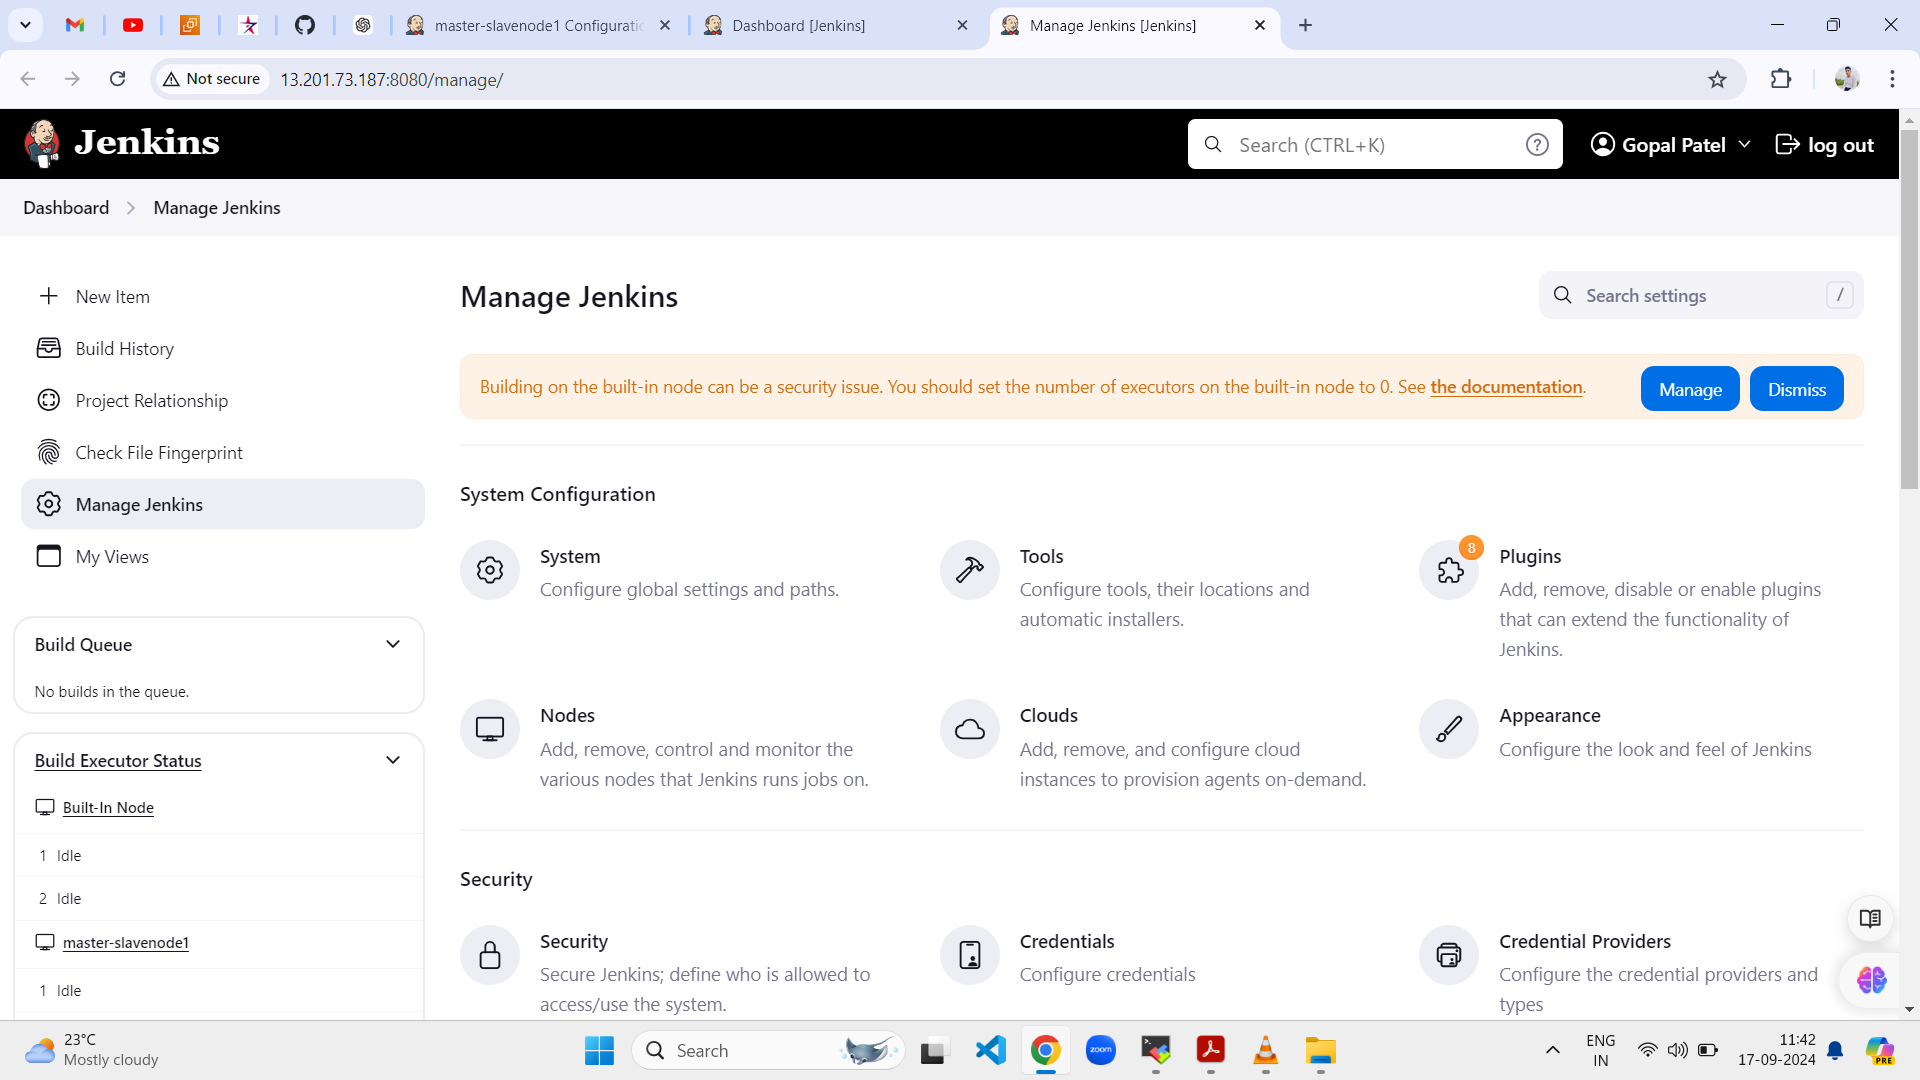 master-slavenode1 Configuratio
Dashboard [Jenkins]
Manage Jenkins [Jenkins]
Not secure
13.201.73.187:8080/manage/
Jenkins
Search (CTRL+K)
?
Gopal Patel
log out
Dashboard
Manage Jenkins
New Item
Build History
Project Relationship
Check File Fingerprint
Manage Jenkins
My Views
Build Queue
No builds in the queue.
Build Executor Status
Built-In Node
1 Idle
2 Idle
master-slavenode1
1 Idle
Manage Jenkins
Search settings
/
Building on the built-in node can be a security issue. You should set the number of executors on the built-in node to 0. See the documentation.
Manage
Dismiss
System Configuration
System
Configure global settings and paths.
Tools
Configure tools, their locations and
automatic installers.
8
Plugins
Add, remove, disable or enable plugins
that can extend the functionality of
Jenkins.
Nodes
Add, remove, control and monitor the
various nodes that Jenkins runs jobs on.
Clouds
Add, remove, and configure cloud
instances to provision agents on-demand.
Appearance
Configure the look and feel of Jenkins
Security
Security
Secure Jenkins; define who is allowed to
access/use the system.
Credentials
Configure credentials
Credential Providers
Configure the credential providers and
types
23°C
Mostly cloudy
Search
zoom
ENG
IN
11:42
17-09-2024
PRE